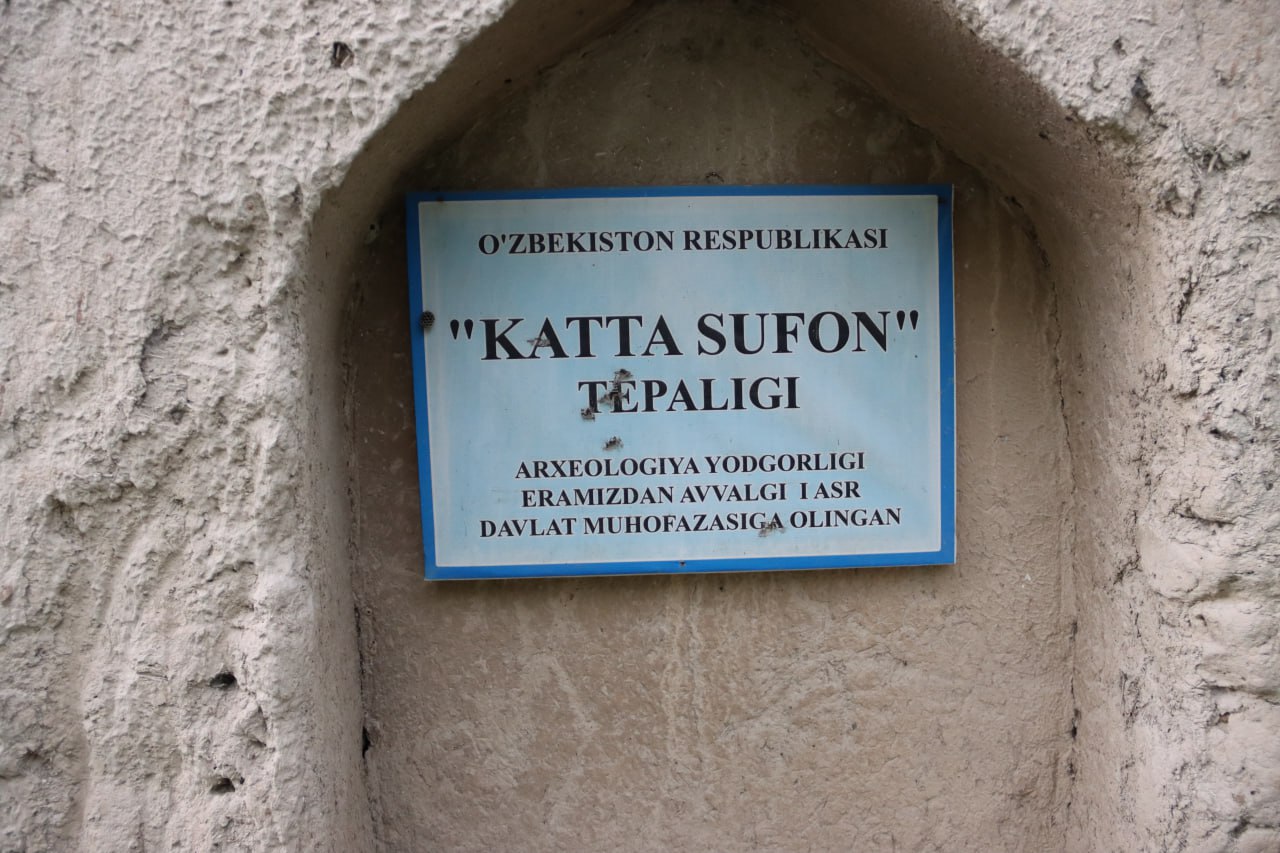 O'ZBEKISTON RESPUBLIKASI
"KATTA SUFON"
TEPALIGI
ARXEOLOGIYA YODGORLIGI
ERAMIZDAN AVVALGI I ASR
DAVLAT MUHOFAZASIGA OLINGAN